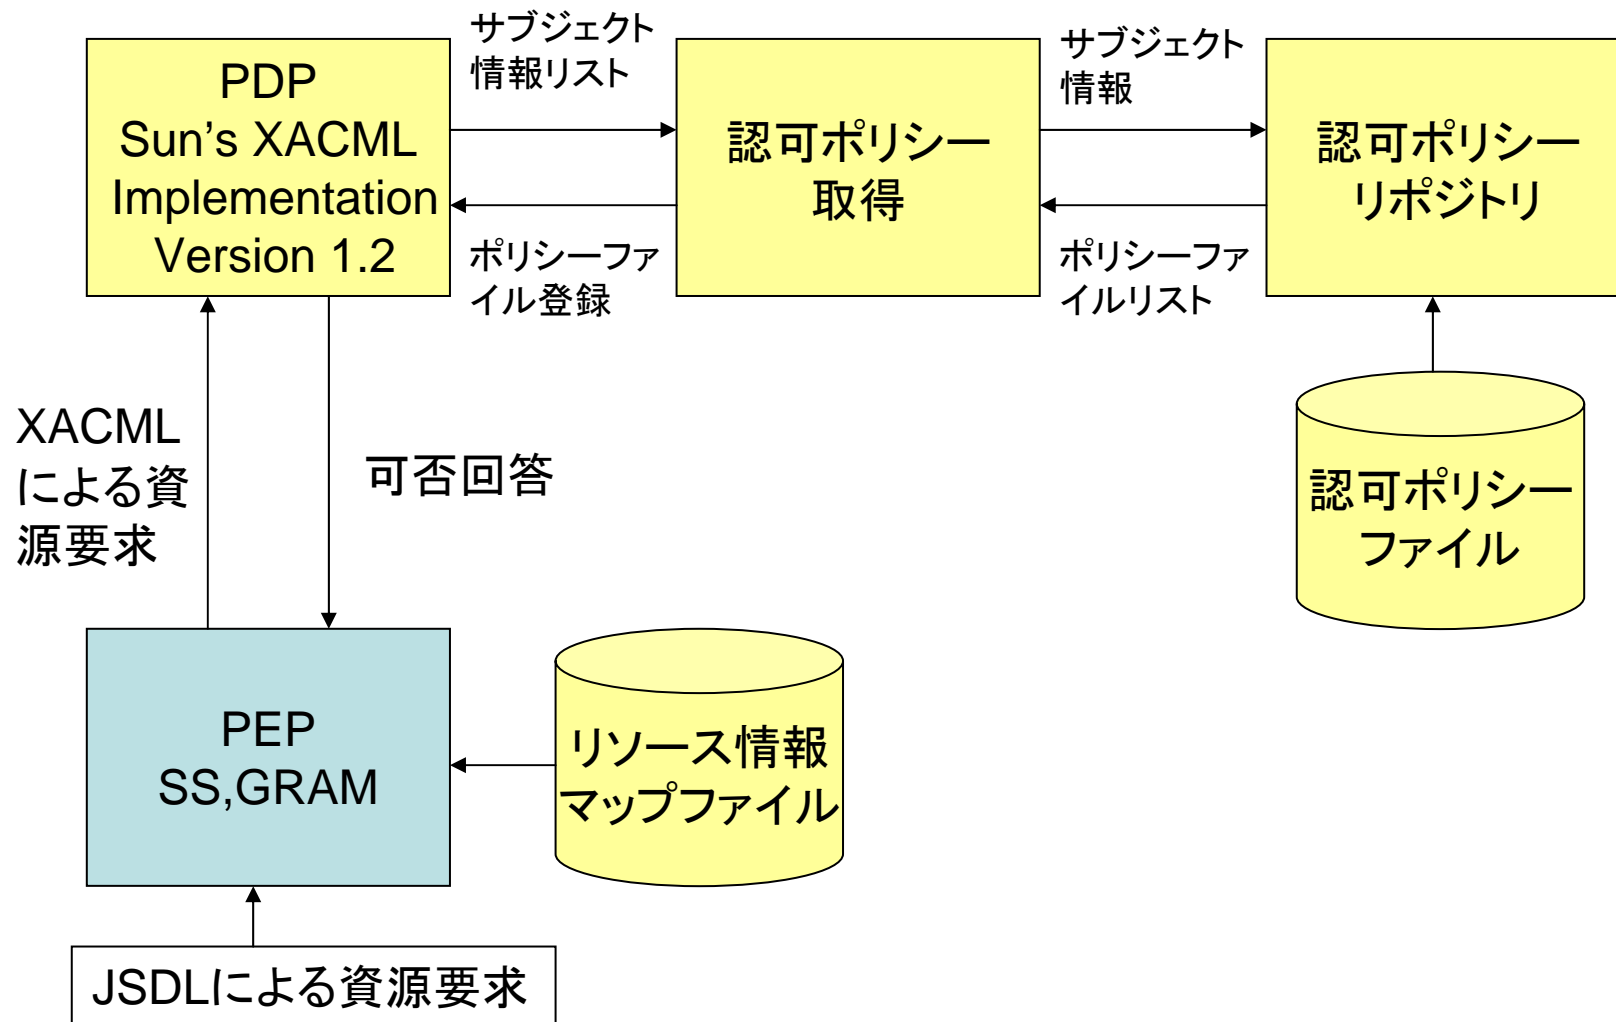 PDP
Sun's XACML
Implementation
Version 1.2
サブジェクト
情報リスト
認可ポリシー
取得
サブジェクト
情報
認可ポリシー
リポジトリ
ポリシーファ
イル登録
ポリシーファ
イルリスト
XACML
による資
源要求
可否回答
認可ポリシー
ファイル
PEP
SS,GRAM
リソース情報
マップファイル
JSDLによる資源要求